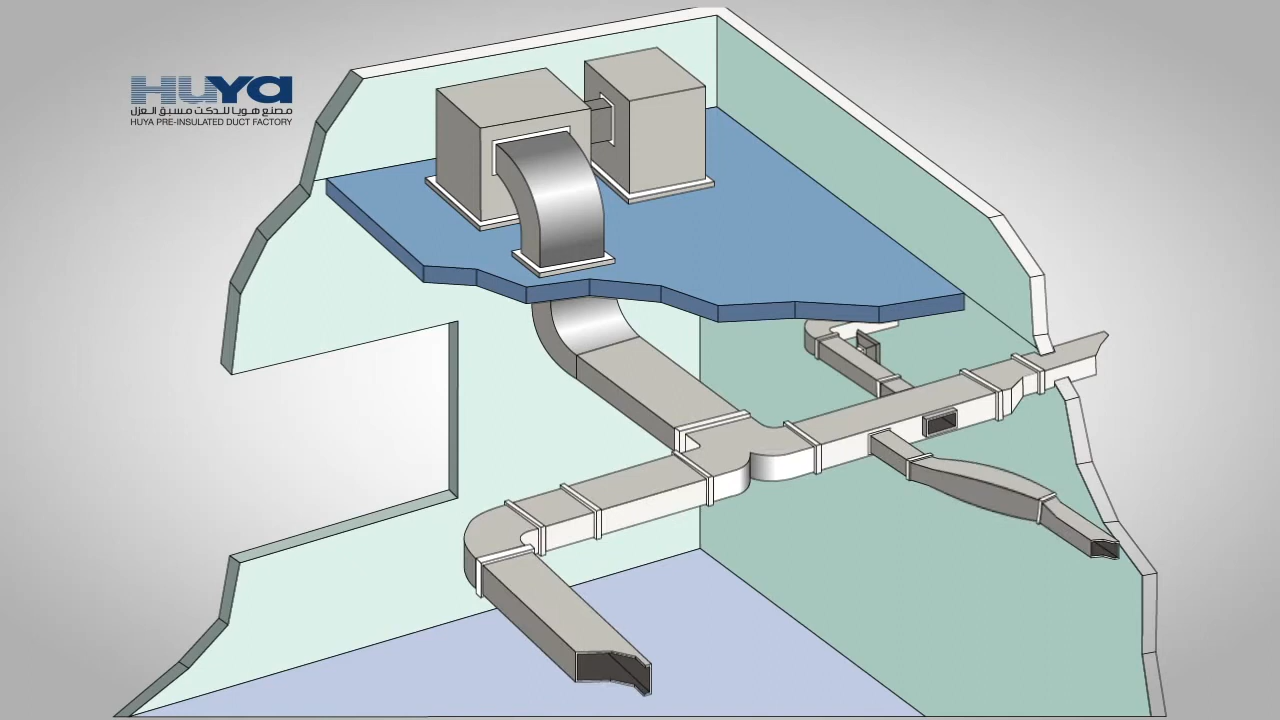 HUYa
مصنع هويا للدكت مسبق العزل
HUYA PRE-INSULATED DUCT FACTORY